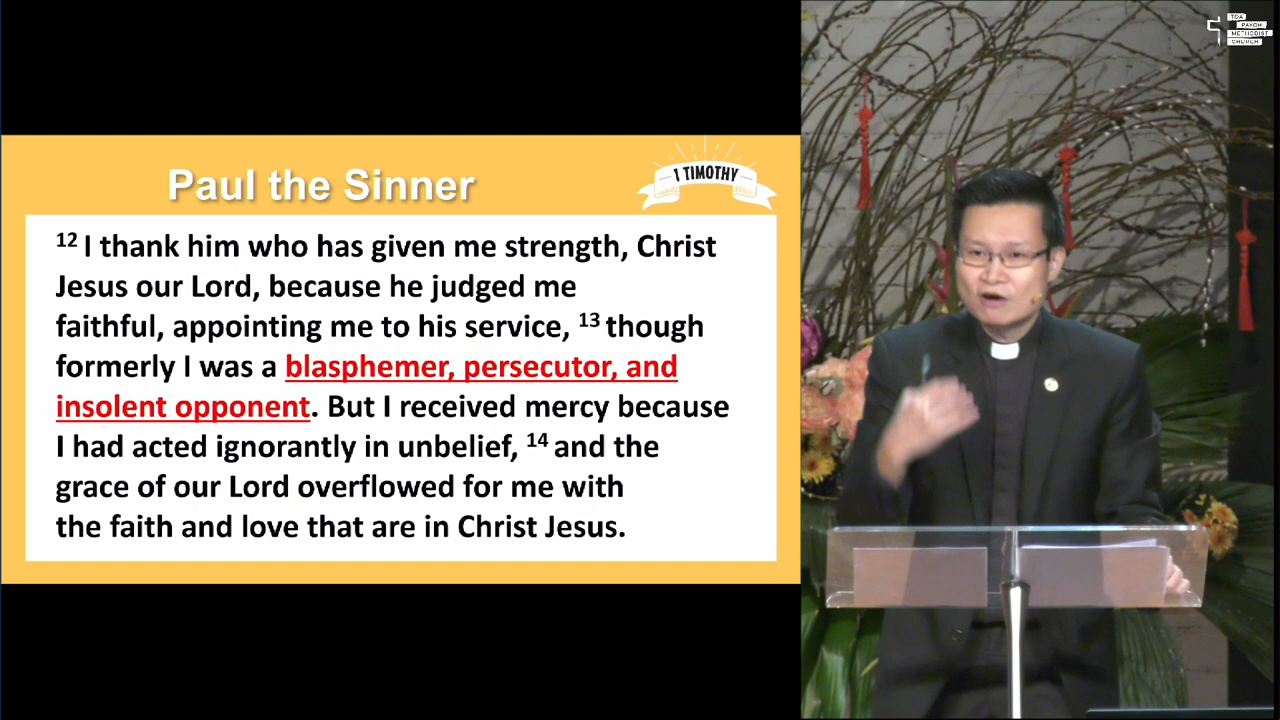 Paul the Sinner
1 TIMOTHY
12 I thank him who has given me strength, Christ
Jesus our Lord, because he judged me
faithful, appointing me to his service, 13 though
formerly I was a blasphemer, persecutor, and
insolent opponent. But I received mercy because
I had acted ignorantly in unbelief, 14 and the
grace of our Lord overflowed for me with
the faith and love that are in Christ Jesus.
TOA
PAYOH
METHODIST
CHURCH